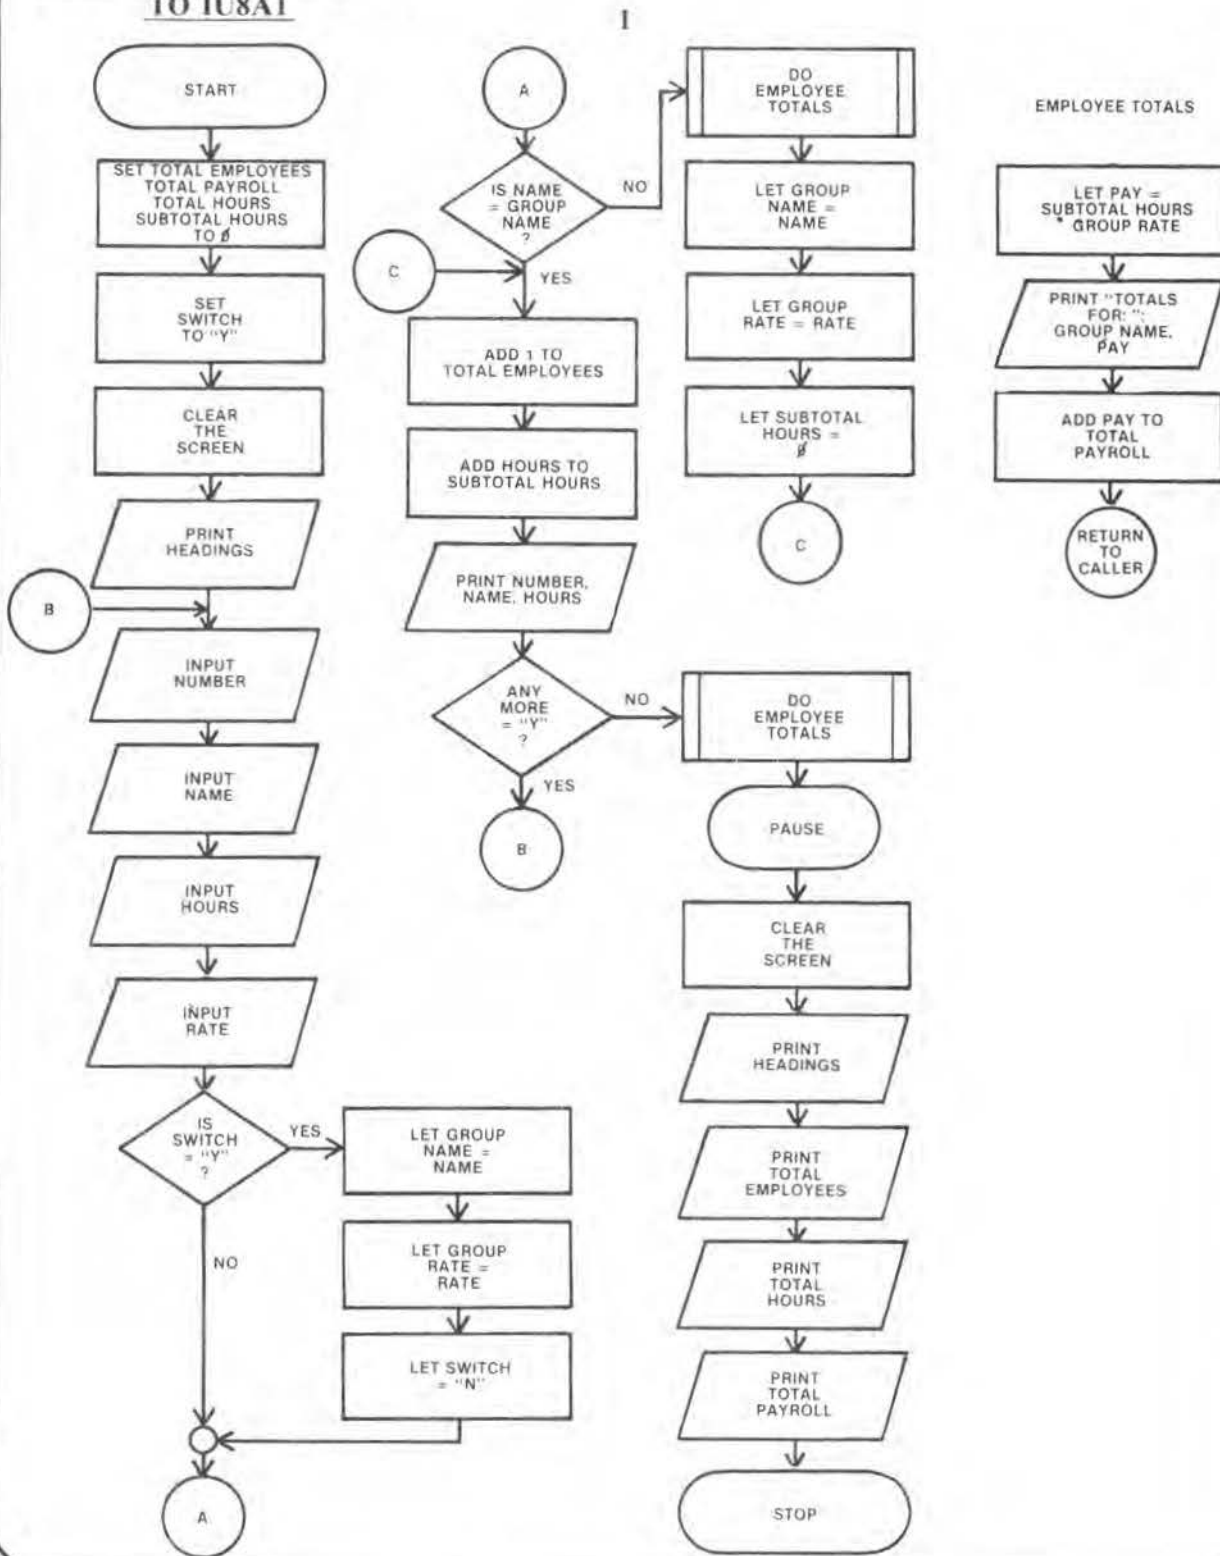 TO IU8A1
I
START
SET TOTAL EMPLOYEES
TOTAL PAYROLL
TOTAL HOURS
SUBTOTAL HOURS
TO Ø
SET
SWITCH
TO "Y"
CLEAR
THE
SCREEN
PRINT
HEADINGS
B
INPUT
NUMBER
INPUT
NAME
INPUT
HOURS
INPUT
RATE
IS
SWITCH
= "Y"
?
YES
NO
LET GROUP
NAME =
NAME
LET GROUP
RATE =
RATE
LET SWITCH
= "N"
A
A
IS NAME
= GROUP
NAME
?
NO
YES
C
ADD 1 TO
TOTAL EMPLOYEES
ADD HOURS TO
SUBTOTAL HOURS
PRINT NUMBER,
NAME, HOURS
ANY
MORE
= "Y"
?
NO
YES
B
DO
EMPLOYEE
TOTALS
LET GROUP
NAME =
NAME
LET GROUP
RATE = RATE
LET SUBTOTAL
HOURS =
Ø
C
DO
EMPLOYEE
TOTALS
PAUSE
CLEAR
THE
SCREEN
PRINT
HEADINGS
PRINT
TOTAL
EMPLOYEES
PRINT
TOTAL
HOURS
PRINT
TOTAL
PAYROLL
STOP
EMPLOYEE TOTALS
LET PAY =
SUBTOTAL HOURS
* GROUP RATE
PRINT "TOTALS
FOR: ";
GROUP NAME,
PAY
ADD PAY TO
TOTAL
PAYROLL
RETURN
TO
CALLER